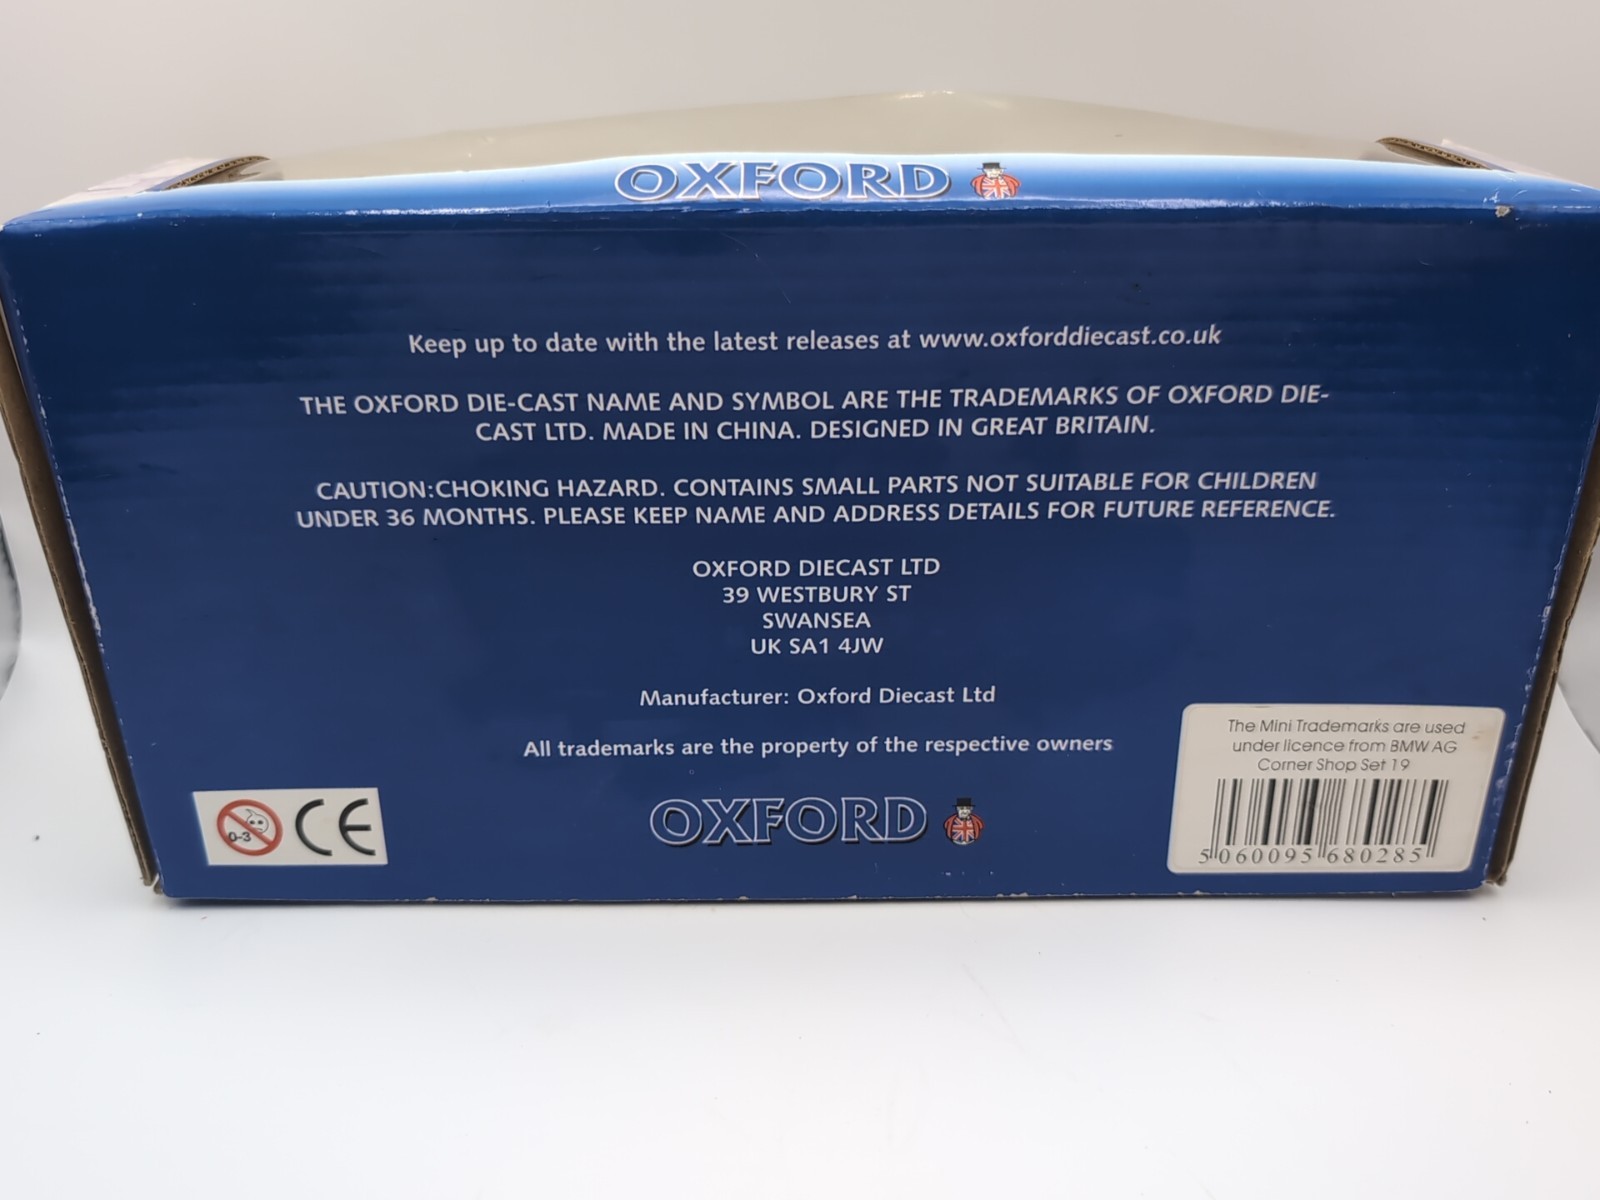 OXFORD
Keep up to date with the latest releases at www.oxforddiecast.co.uk
THE OXFORD DIE-CAST NAME AND SYMBOL ARE THE TRADEMARKS OF OXFORD DIE-
CAST LTD. MADE IN CHINA. DESIGNED IN GREAT BRITAIN.
CAUTION:CHOKING HAZARD. CONTAINS SMALL PARTS NOT SUITABLE FOR CHILDREN
UNDER 36 MONTHS. PLEASE KEEP NAME AND ADDRESS DETAILS FOR FUTURE REFERENCE.
OXFORD DIECAST LTD
39 WESTBURY ST
SWANSEA
UK SA1 4JW
Manufacturer: Oxford Diecast Ltd
All trademarks are the property of the respective owners
0-3 CE
OXFORD
The Mini Trademarks are used
under licence from BMW AG
Corner Shop Set 19
5 060095 680285